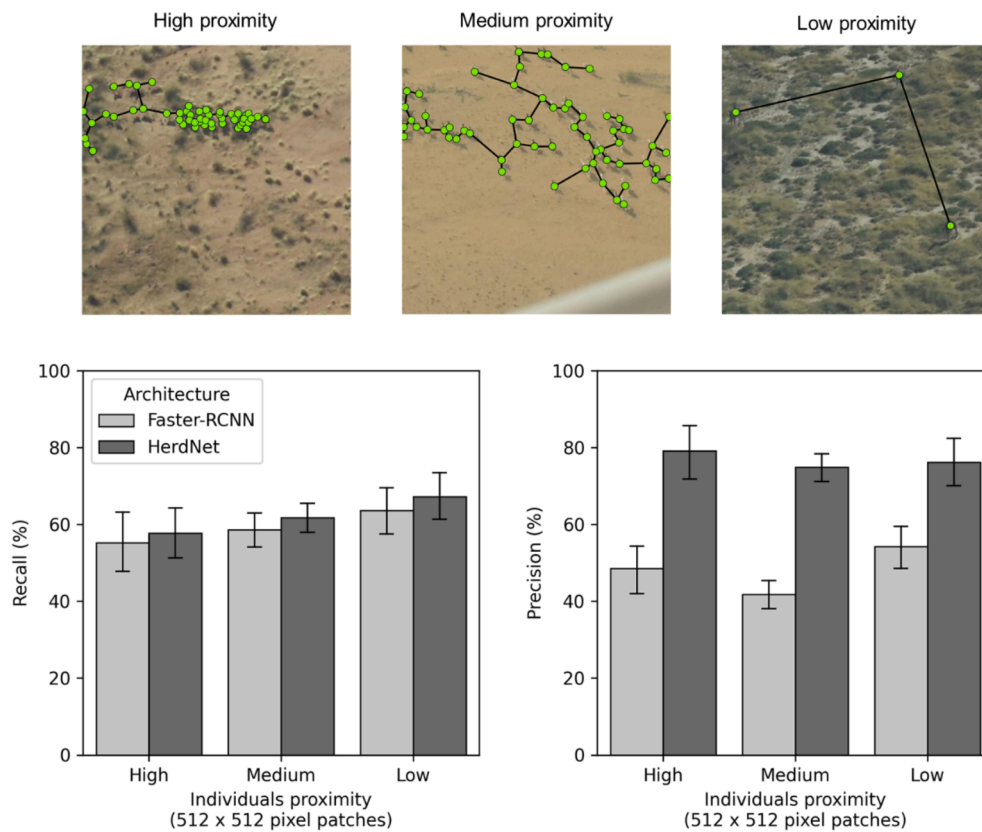 High proximity
Medium proximity
Low proximity
100
80
60
40
20
0
Recall (%)
Architecture
Faster-RCNN
HerdNet
High
Medium
Low
Individuals proximity
(512 x 512 pixel patches)
100
80
60
40
20
0
Precision (%)
High
Medium
Low
Individuals proximity
(512 x 512 pixel patches)